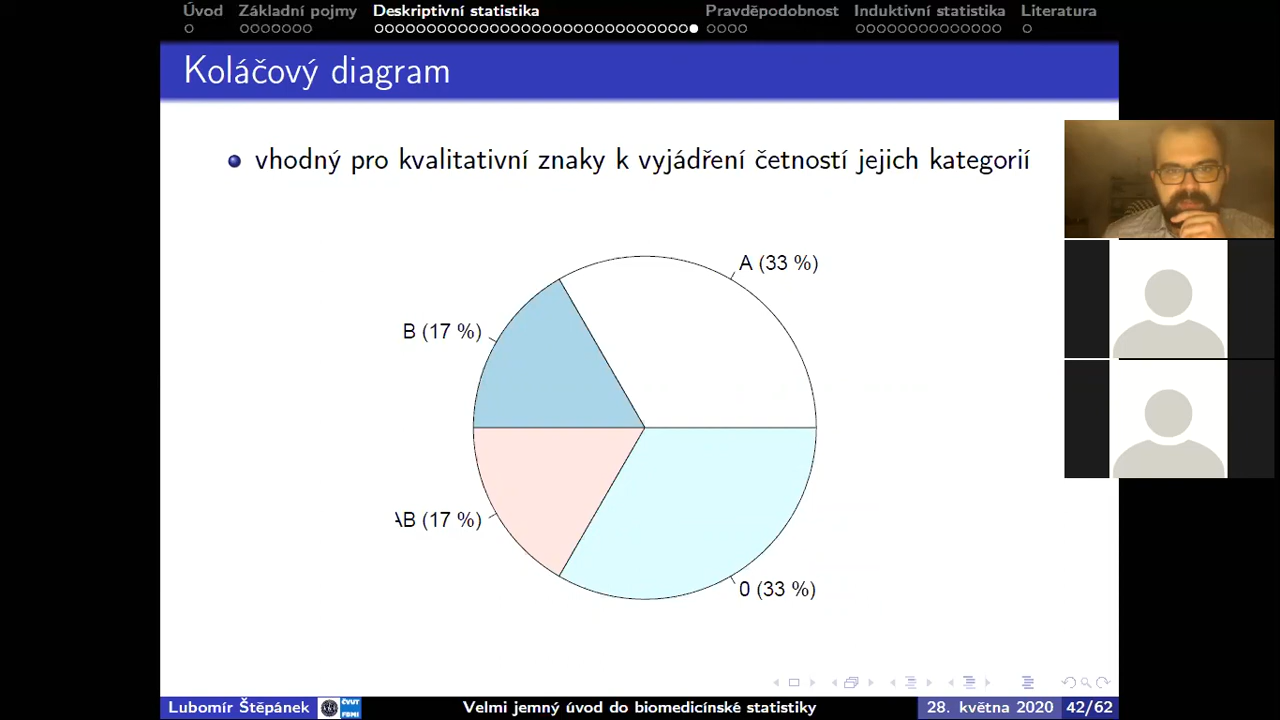 Úvod Základní pojmy Deskriptivní statistika Pravděpodobnost Induktivní statistika Literatura
Koláčový diagram
vhodný pro kvalitativní znaky k vyjádření četností jejich kategorií
A (33 %)
B (17 %)
AB (17 %)
0 (33 %)
Lubomír Štěpánek ČVUT FBMI Velmi jemný úvod do biomedicínské statistiky 28. května 2020 42/62